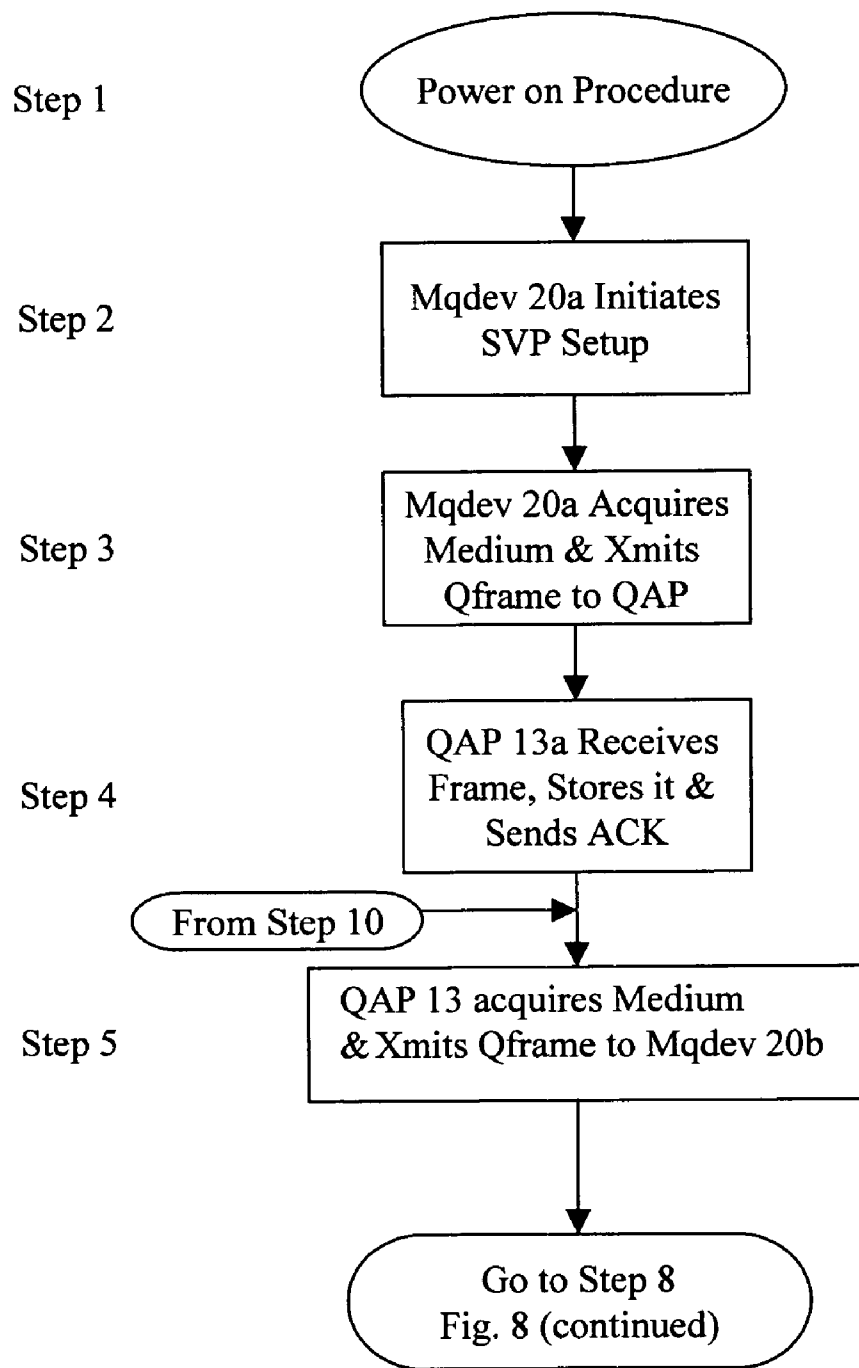 Step 1
Power on Procedure
Step 2
Mqdev 20a Initiates
SVP Setup
Step 3
Mqdev 20a Acquires
Medium & Xmits
Qframe to QAP
Step 4
QAP 13a Receives
Frame, Stores it &
Sends ACK
From Step 10
Step 5
QAP 13 acquires Medium
& Xmits Qframe to Mqdev 20b
Go to Step 8
Fig. 8 (continued)